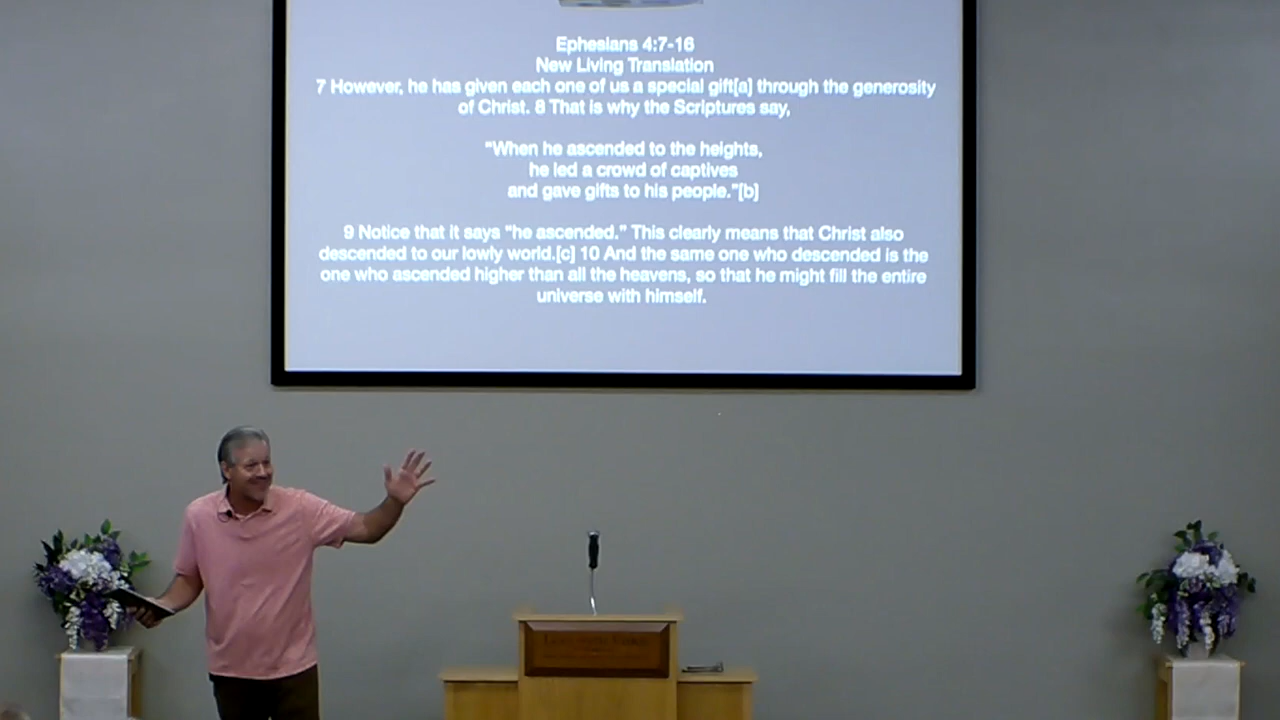 Ephesians 4:7-16
New Living Translation
7 However, he has given each one of us a special gift[a] through the generosity
of Christ. 8 That is why the Scriptures say,
"When he ascended to the heights,
he led a crowd of captives
and gave gifts to his people."[b]
9 Notice that it says "he ascended." This clearly means that Christ also
descended to our lowly world.[c] 10 And the same one who descended is the
one who ascended higher than all the heavens, so that he might fill the entire
universe with himself.